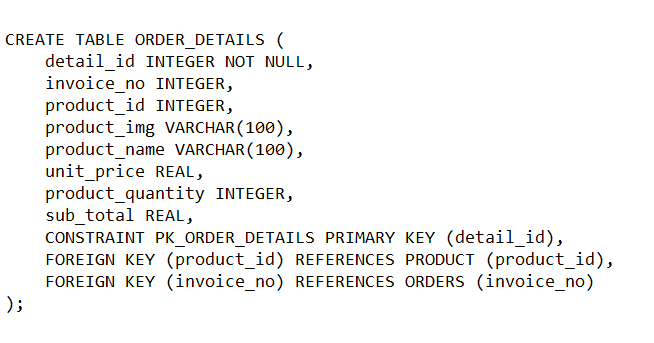 CREATE TABLE ORDER_DETAILS (
    detail_id INTEGER NOT NULL,
    invoice_no INTEGER,
    product_id INTEGER,
    product_img VARCHAR(100),
    product_name VARCHAR(100),
    unit_price REAL,
    product_quantity INTEGER,
    sub_total REAL,
    CONSTRAINT PK_ORDER_DETAILS PRIMARY KEY (detail_id),
    FOREIGN KEY (product_id) REFERENCES PRODUCT (product_id),
    FOREIGN KEY (invoice_no) REFERENCES ORDERS (invoice_no)
);